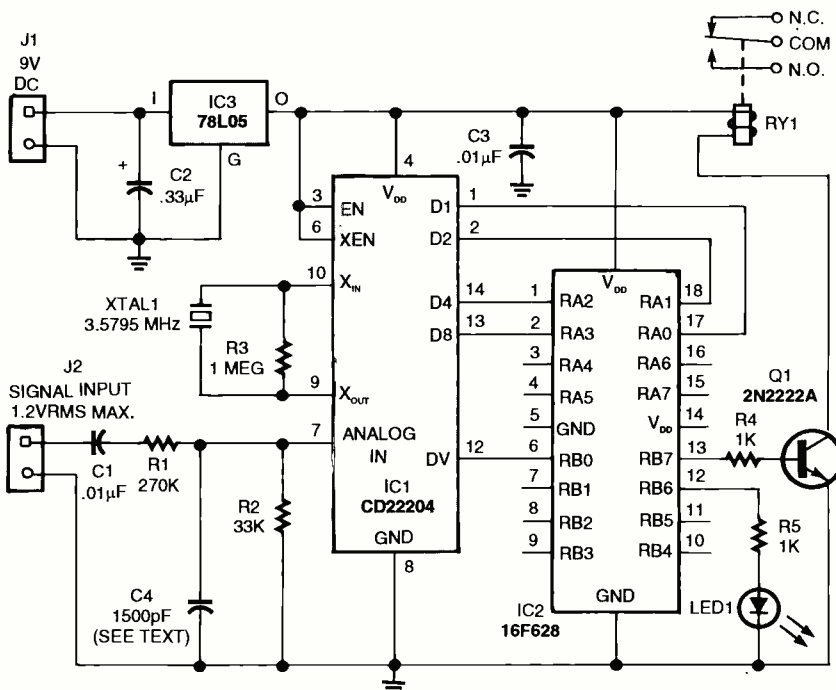 N.C.
COM
N.O.
J1
9V
DC
I
IC3
78L05
O
G
RY1
+
C2
.33µF
C3
.01µF
4
V_DD
3
EN
6
XEN
D1
1
D2
2
10
X_IN
D4
14
D8
13
XTAL1
3.5795 MHz
R3
1 MEG
9
X_OUT
J2
SIGNAL INPUT
1.2VRMS MAX.
7
ANALOG
IN
DV
12
C1
.01µF
R1
270K
R2
33K
IC1
CD22204
GND
8
C4
1500pF
(SEE TEXT)
V_DD
1
RA2
RA1
18
2
RA3
RA0
17
3
RA4
RA6
16
4
RA5
RA7
15
5
GND
V_DD
14
6
RB0
RB7
13
7
RB1
RB6
12
8
RB2
RB5
11
9
RB3
RB4
10
GND
IC2
16F628
Q1
2N2222A
R4
1K
R5
1K
LED1